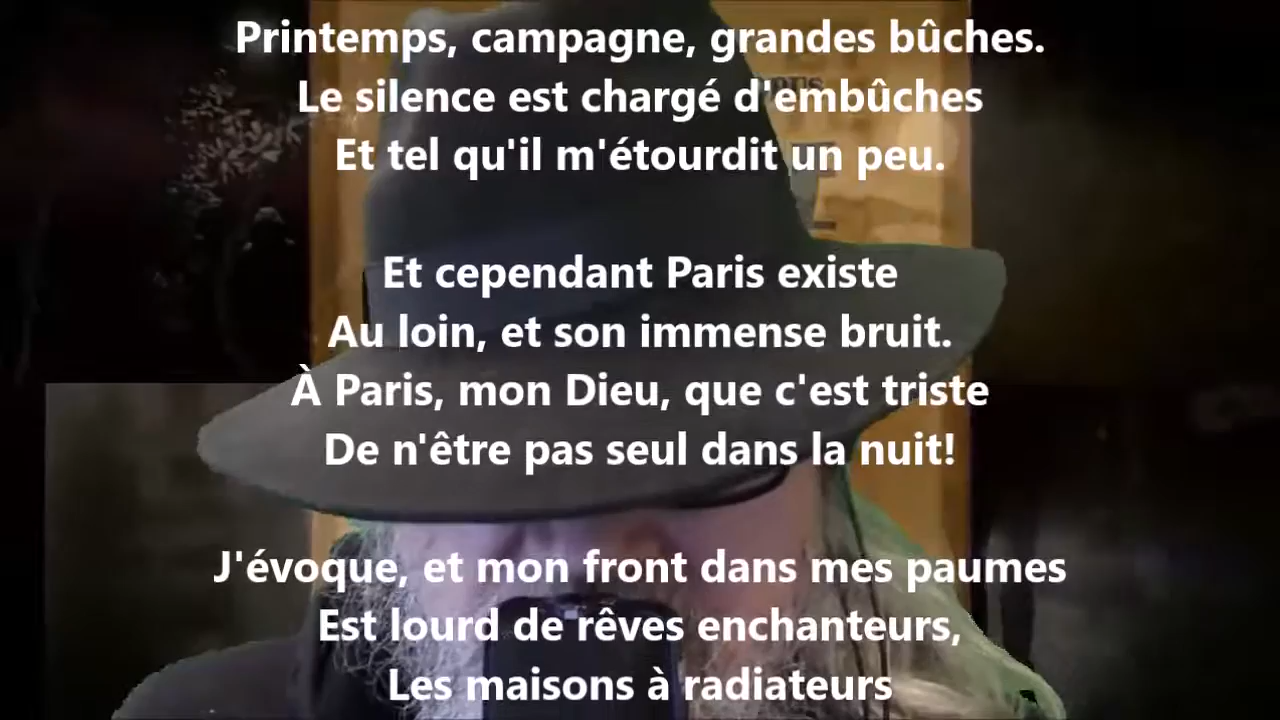 Printemps, campagne, grandes bûches.
Le silence est chargé d'embûches
Et tel qu'il m'étourdit un peu.
Et cependant Paris existe
Au loin, et son immense bruit.
À Paris, mon Dieu, que c'est triste
De n'être pas seul dans la nuit!
J'évoque, et mon front dans mes paumes
Est lourd de rêves enchanteurs,
Les maisons à radiateurs